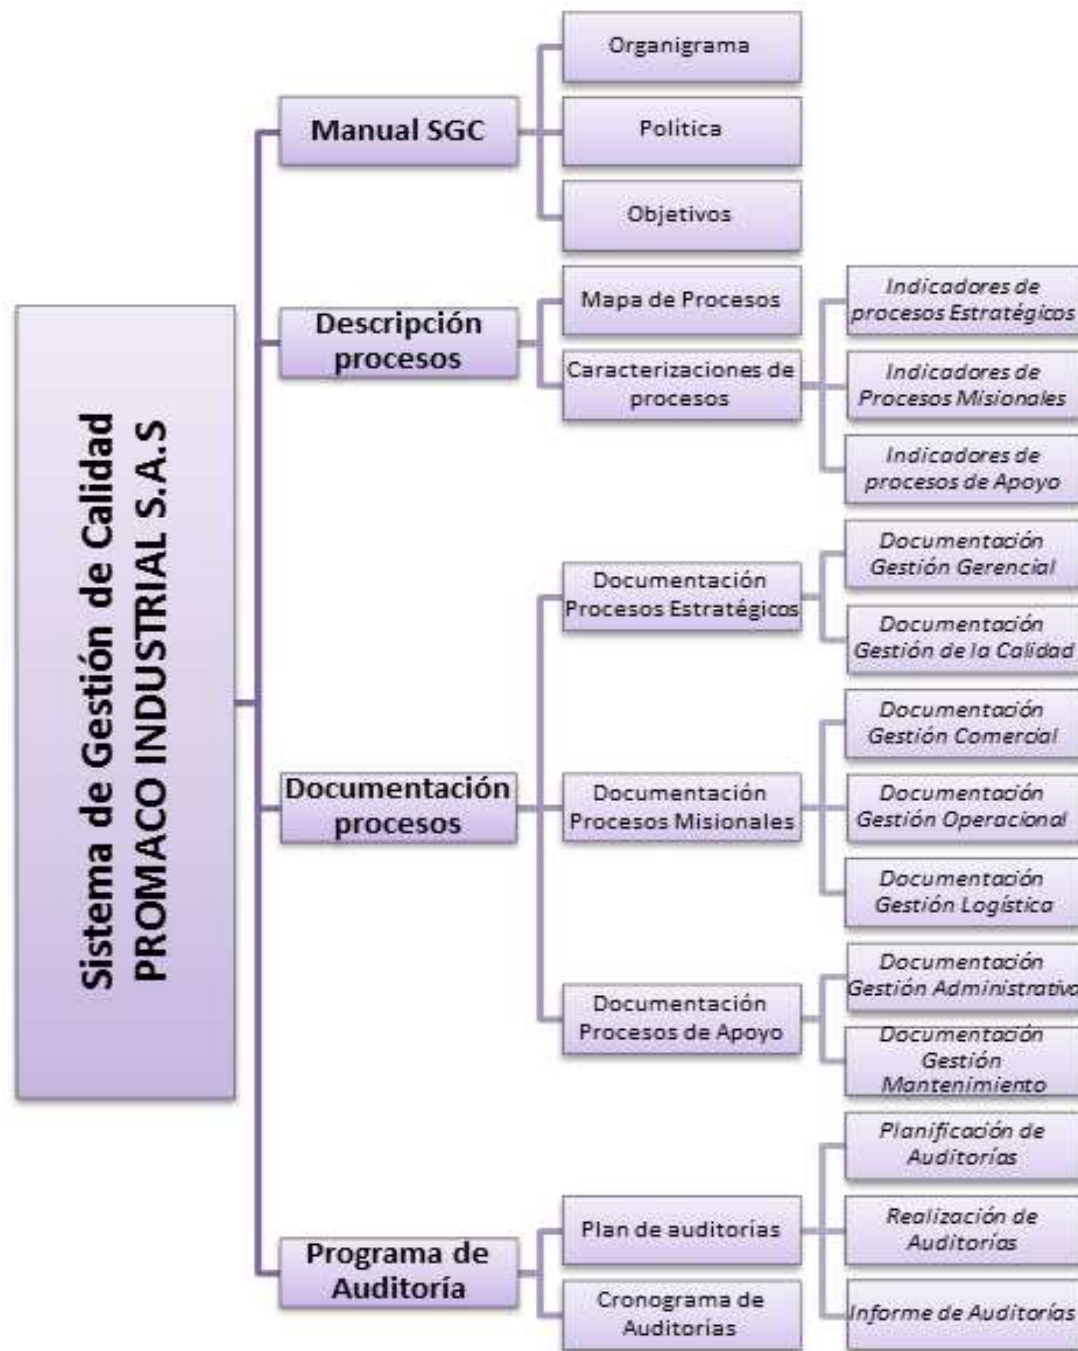 Sistema de Gestión de Calidad
PROMACO INDUSTRIAL S.A.S
Manual SGC
Organigrama
Política
Objetivos
Descripción
procesos
Mapa de Procesos
Caracterizaciones de
procesos
Indicadores de
procesos Estratégicos
Indicadores de
Procesos Misionales
Indicadores de
procesos de Apoyo
Documentación
procesos
Documentación
Procesos Estratégicos
Documentación
Gestión Gerencial
Documentación
Gestión de la Calidad
Documentación
Procesos Misionales
Documentación
Gestión Comercial
Documentación
Gestión Operacional
Documentación
Gestión Logística
Documentación
Procesos de Apoyo
Documentación
Gestión Administrativa
Documentación
Gestión
Mantenimiento
Programa de
Auditoría
Plan de auditorías
Planificación de
Auditorías
Realización de
Auditorías
Informe de Auditorías
Cronograma de
Auditorías